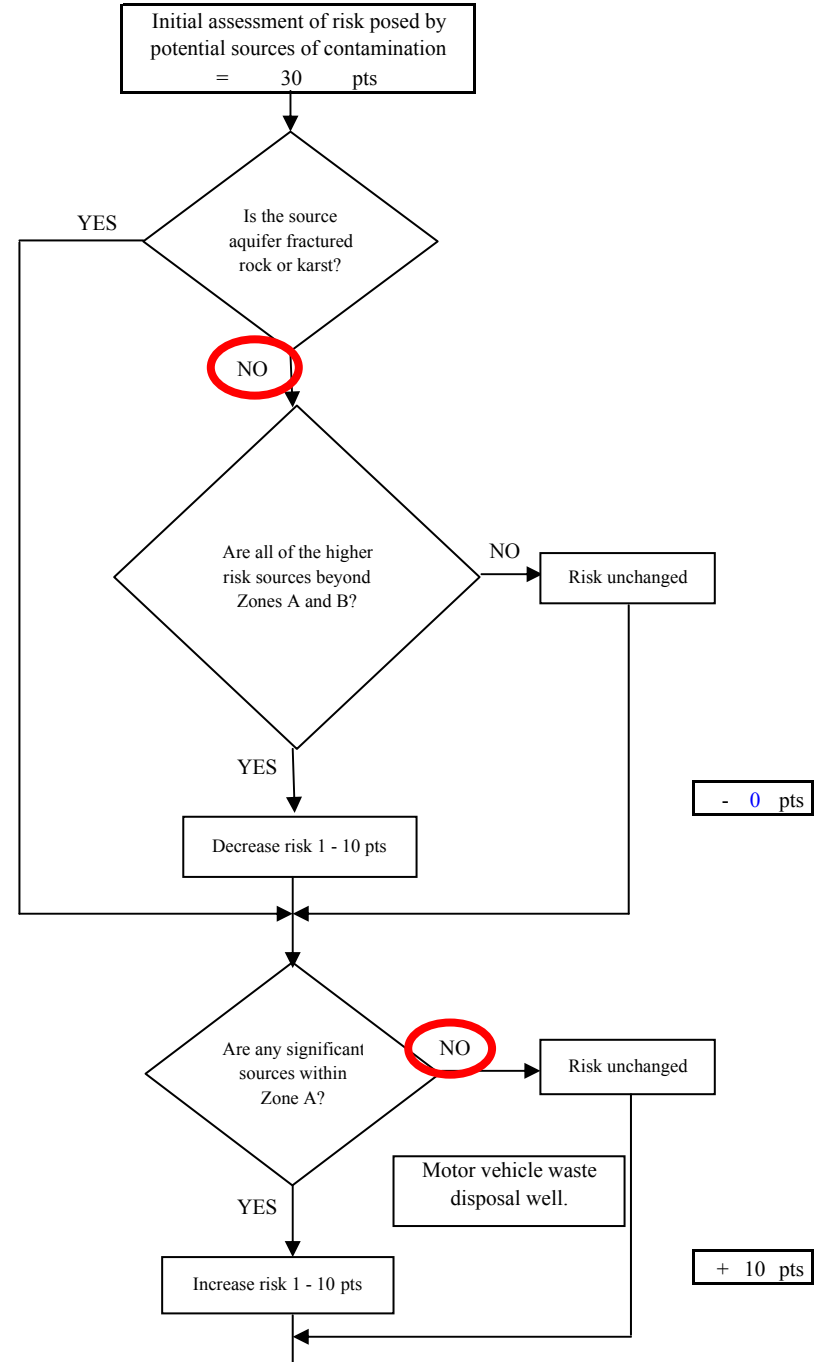 Initial assessment of risk posed by
potential sources of contamination
= 30 pts
YES
Is the source
aquifer fractured
rock or karst?
NO
Are all of the higher
risk sources beyond
Zones A and B?
NO
Risk unchanged
YES
- 0 pts
Decrease risk 1 - 10 pts
Are any significant
sources within
Zone A?
NO
Risk unchanged
Motor vehicle waste
disposal well.
YES
+ 10 pts
Increase risk 1 - 10 pts